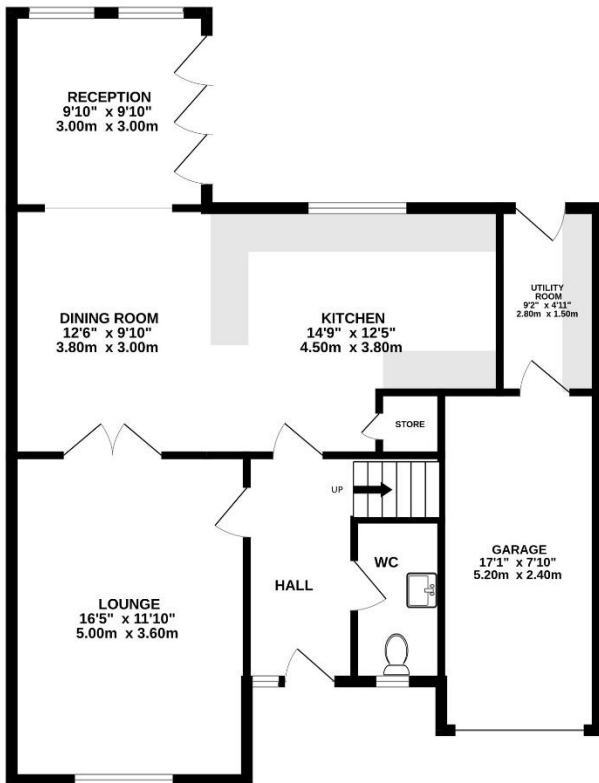 RECEPTION
9'10" x 9'10"
3.00m x 3.00m
DINING ROOM
12'6" x 9'10"
3.80m x 3.00m
KITCHEN
14'9" x 12'5"
4.50m x 3.80m
UTILITY
ROOM
9'2" x 4'11"
2.80m x 1.50m
STORE
UP
WC
HALL
LOUNGE
16'5" x 11'10"
5.00m x 3.60m
GARAGE
17'1" x 7'10"
5.20m x 2.40m